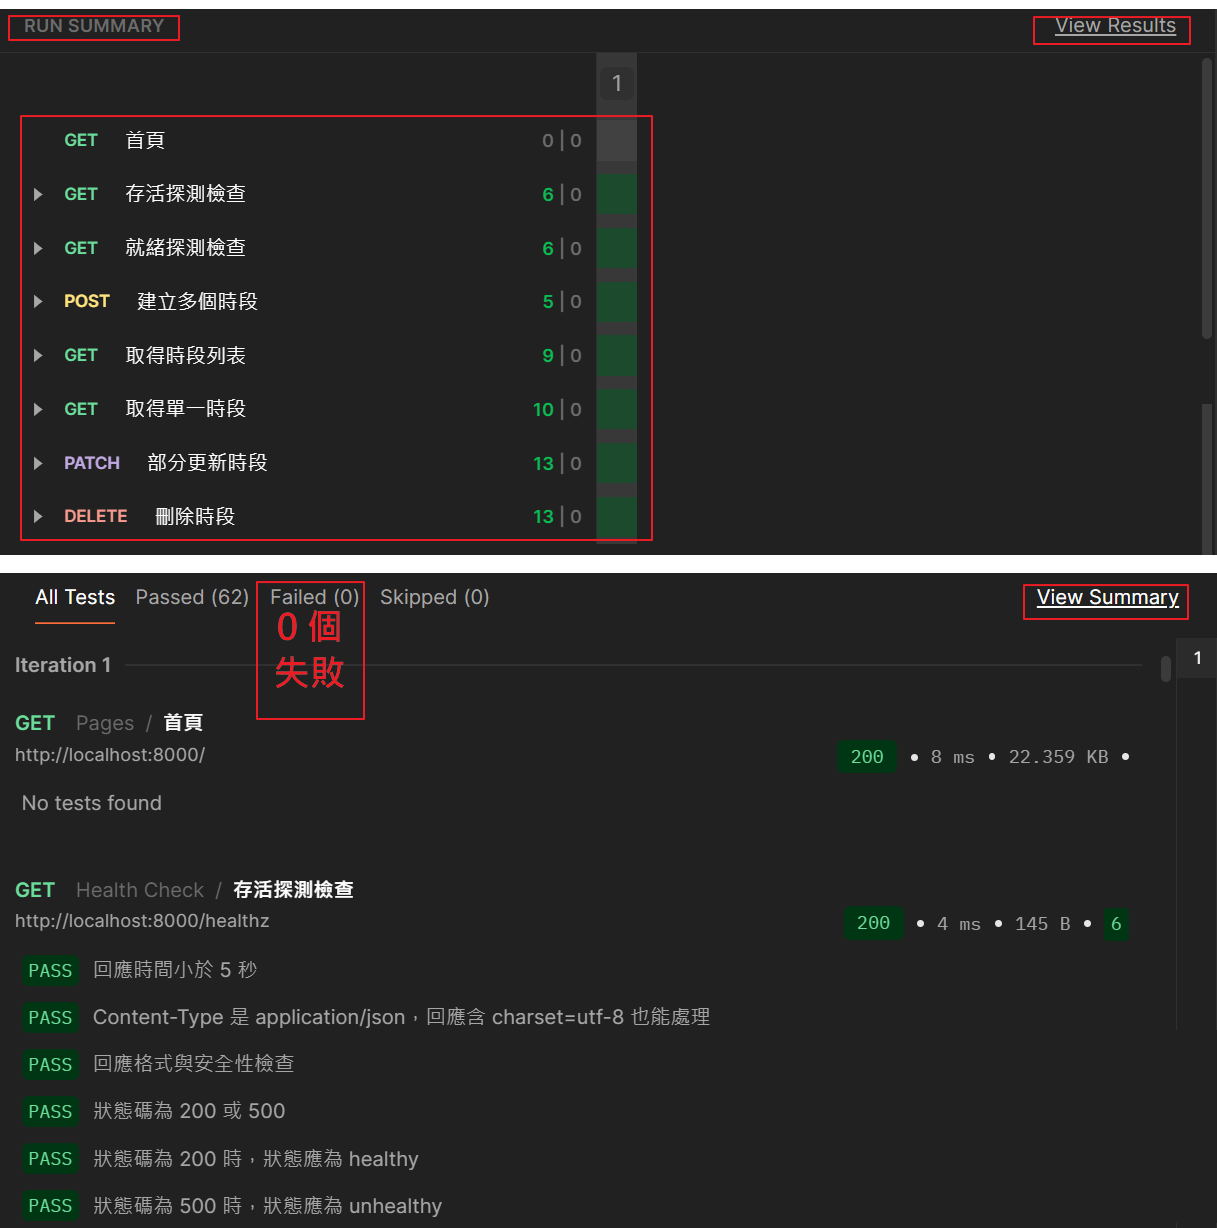 RUN SUMMARY View Results
1
GET 首頁 0 | 0
GET 存活探測檢查 6 | 0
GET 就緒探測檢查 6 | 0
POST 建立多個時段 5 | 0
GET 取得時段列表 9 | 0
GET 取得單一時段 10 | 0
PATCH 部分更新時段 13 | 0
DELETE 刪除時段 13 | 0
All Tests Passed (62) Failed (0) Skipped (0) View Summary
0 個
失敗
Iteration 1 1
GET Pages / 首頁
http://localhost:8000/ 200 • 8 ms • 22.359 KB •
No tests found
GET Health Check / 存活探測檢查
http://localhost:8000/healthz 200 • 4 ms • 145 B • 6
PASS 回應時間小於 5 秒
PASS Content-Type 是 application/json，回應含 charset=utf-8 也能處理
PASS 回應格式與安全性檢查
PASS 狀態碼為 200 或 500
PASS 狀態碼為 200 時，狀態應為 healthy
PASS 狀態碼為 500 時，狀態應為 unhealthy